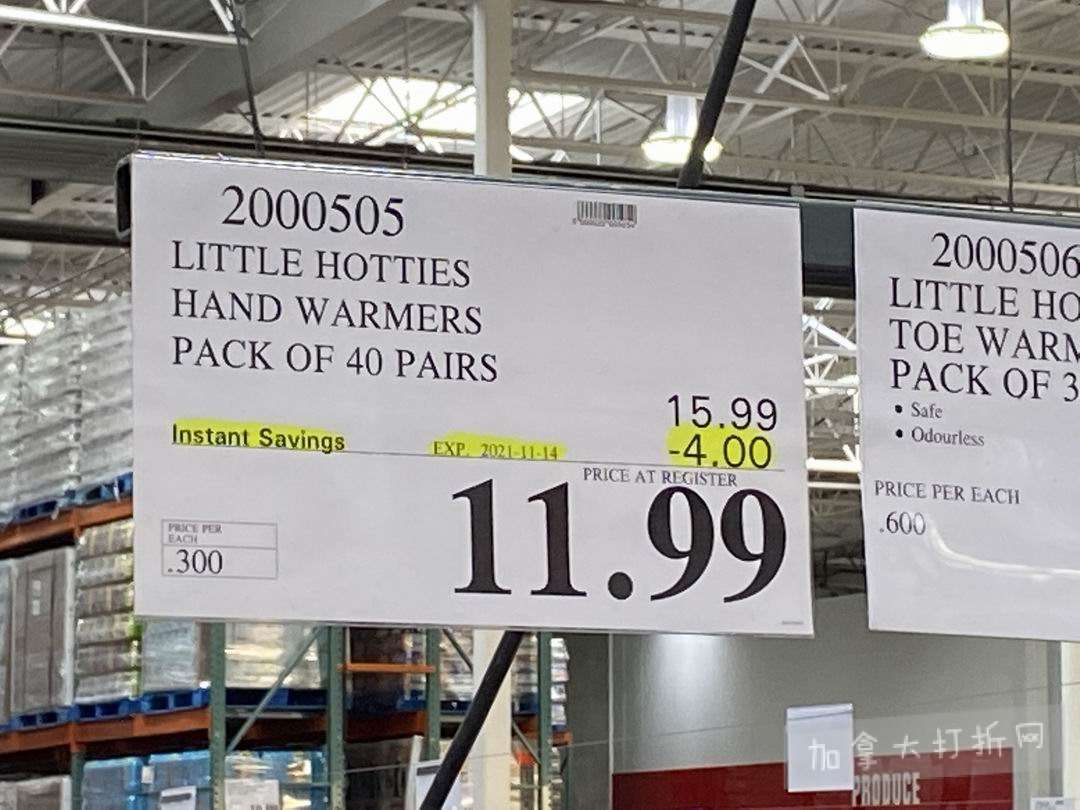 2000505
LITTLE HOTTIES
HAND WARMERS
PACK OF 40 PAIRS
15.99
Instant Savings EXP. 2021-11-14 -4.00
PRICE AT REGISTER
11.99
PRICE PER
EACH
.300
2000506
LITTLE HO
TOE WARM
PACK OF 3
• Safe
• Odourless
PRICE PER EACH
.600
加拿大打折网
PRODUCE